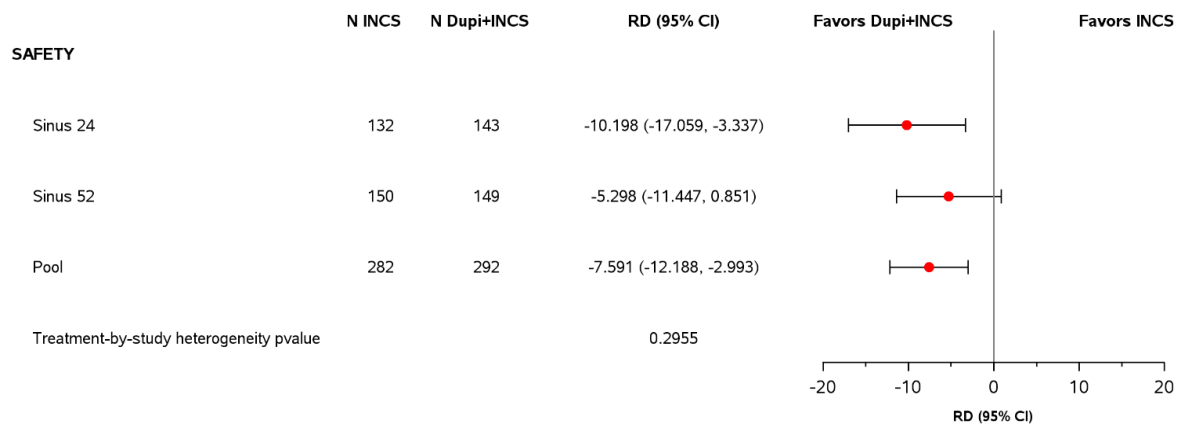 N INCS N Dupi+INCS RD (95% CI) Favors Dupi+INCS Favors INCS
SAFETY
Sinus 24 132 143 -10.198 (-17.059, -3.337)
Sinus 52 150 149 -5.298 (-11.447, 0.851)
Pool 282 292 -7.591 (-12.188, -2.993)
Treatment-by-study heterogeneity pvalue 0.2955
-20 -10 0 10 20
RD (95% CI)